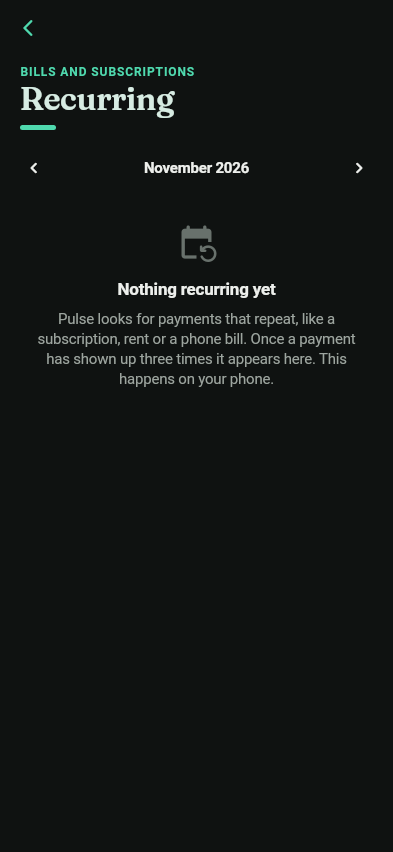 BILLS AND SUBSCRIPTIONS
Recurring
November 2026
Nothing recurring yet
Pulse looks for payments that repeat, like a
subscription, rent or a phone bill. Once a payment
has shown up three times it appears here. This
happens on your phone.